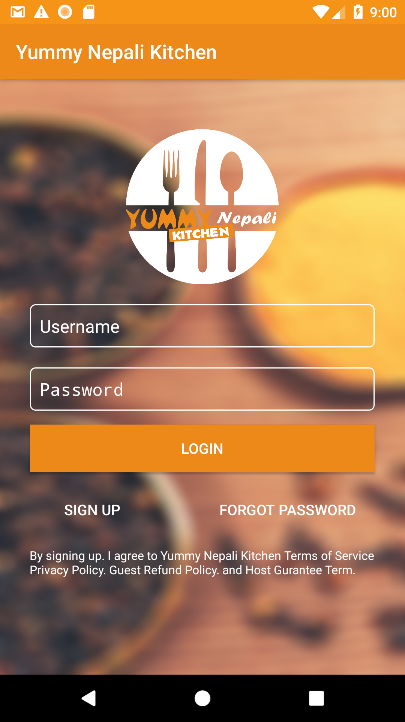 9:00
Yummy Nepali Kitchen
YUMMY Nepali
KITCHEN
Username
Password
LOGIN
SIGN UP FORGOT PASSWORD
By signing up. I agree to Yummy Nepali Kitchen Terms of Service
Privacy Policy. Guest Refund Policy. and Host Gurantee Term.